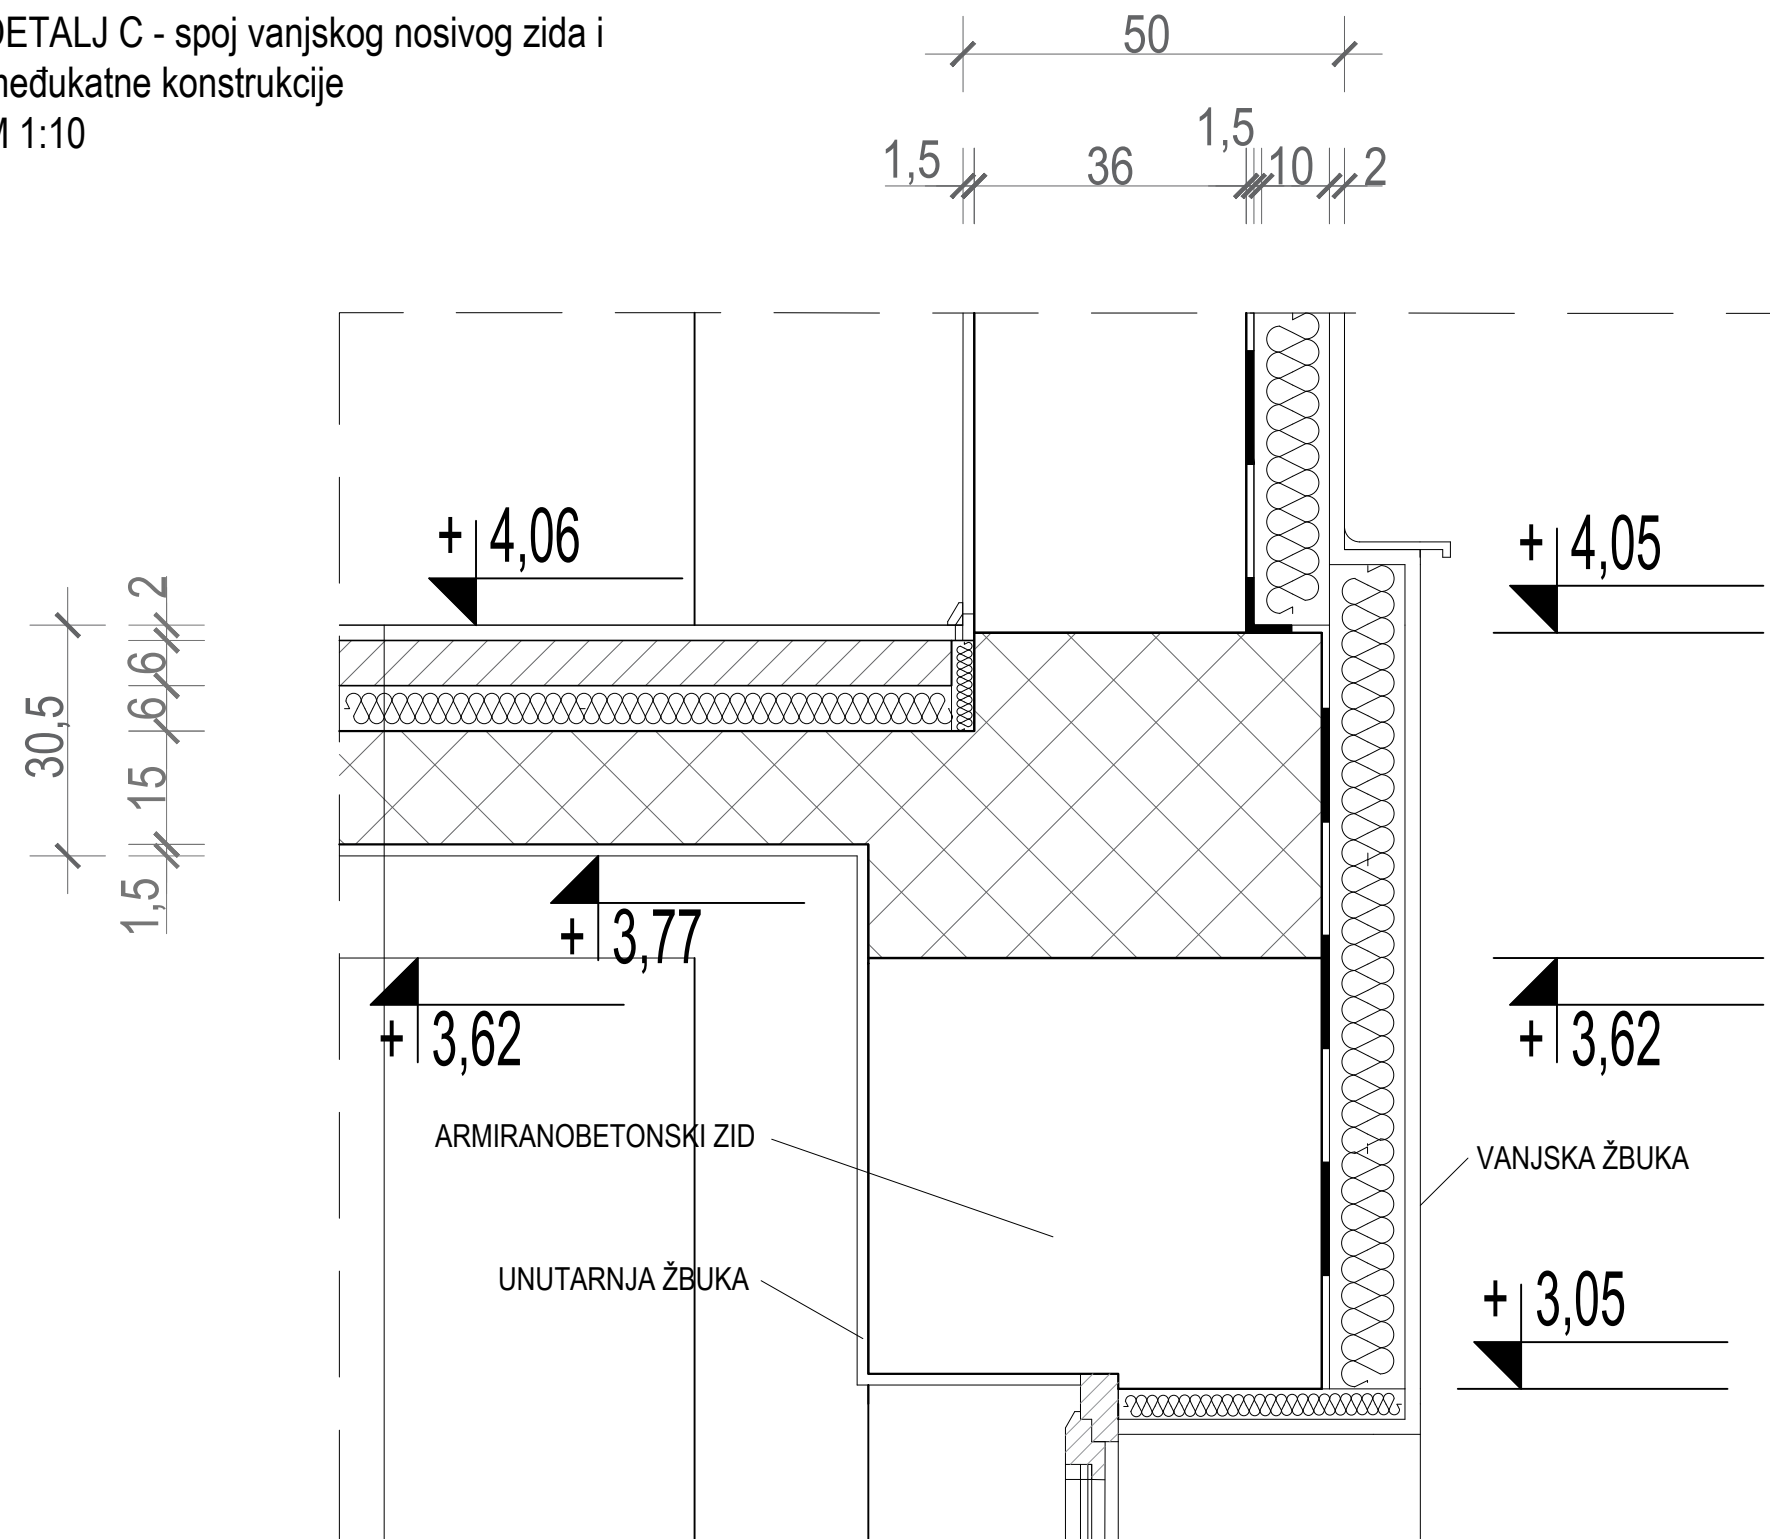 DETALJ C - spoj vanjskog nosivog zida i
međukatne konstrukcije
M 1:10
50
1,5
1,5 36 10 2
+ 4,06
+ 4,05
2
6
6
30,5
15
1,5
+ 3,77
+ 3,62
+ 3,62
ARMIRANOBETONSKI ZID
VANJSKA ŽBUKA
UNUTARNJA ŽBUKA
+ 3,05